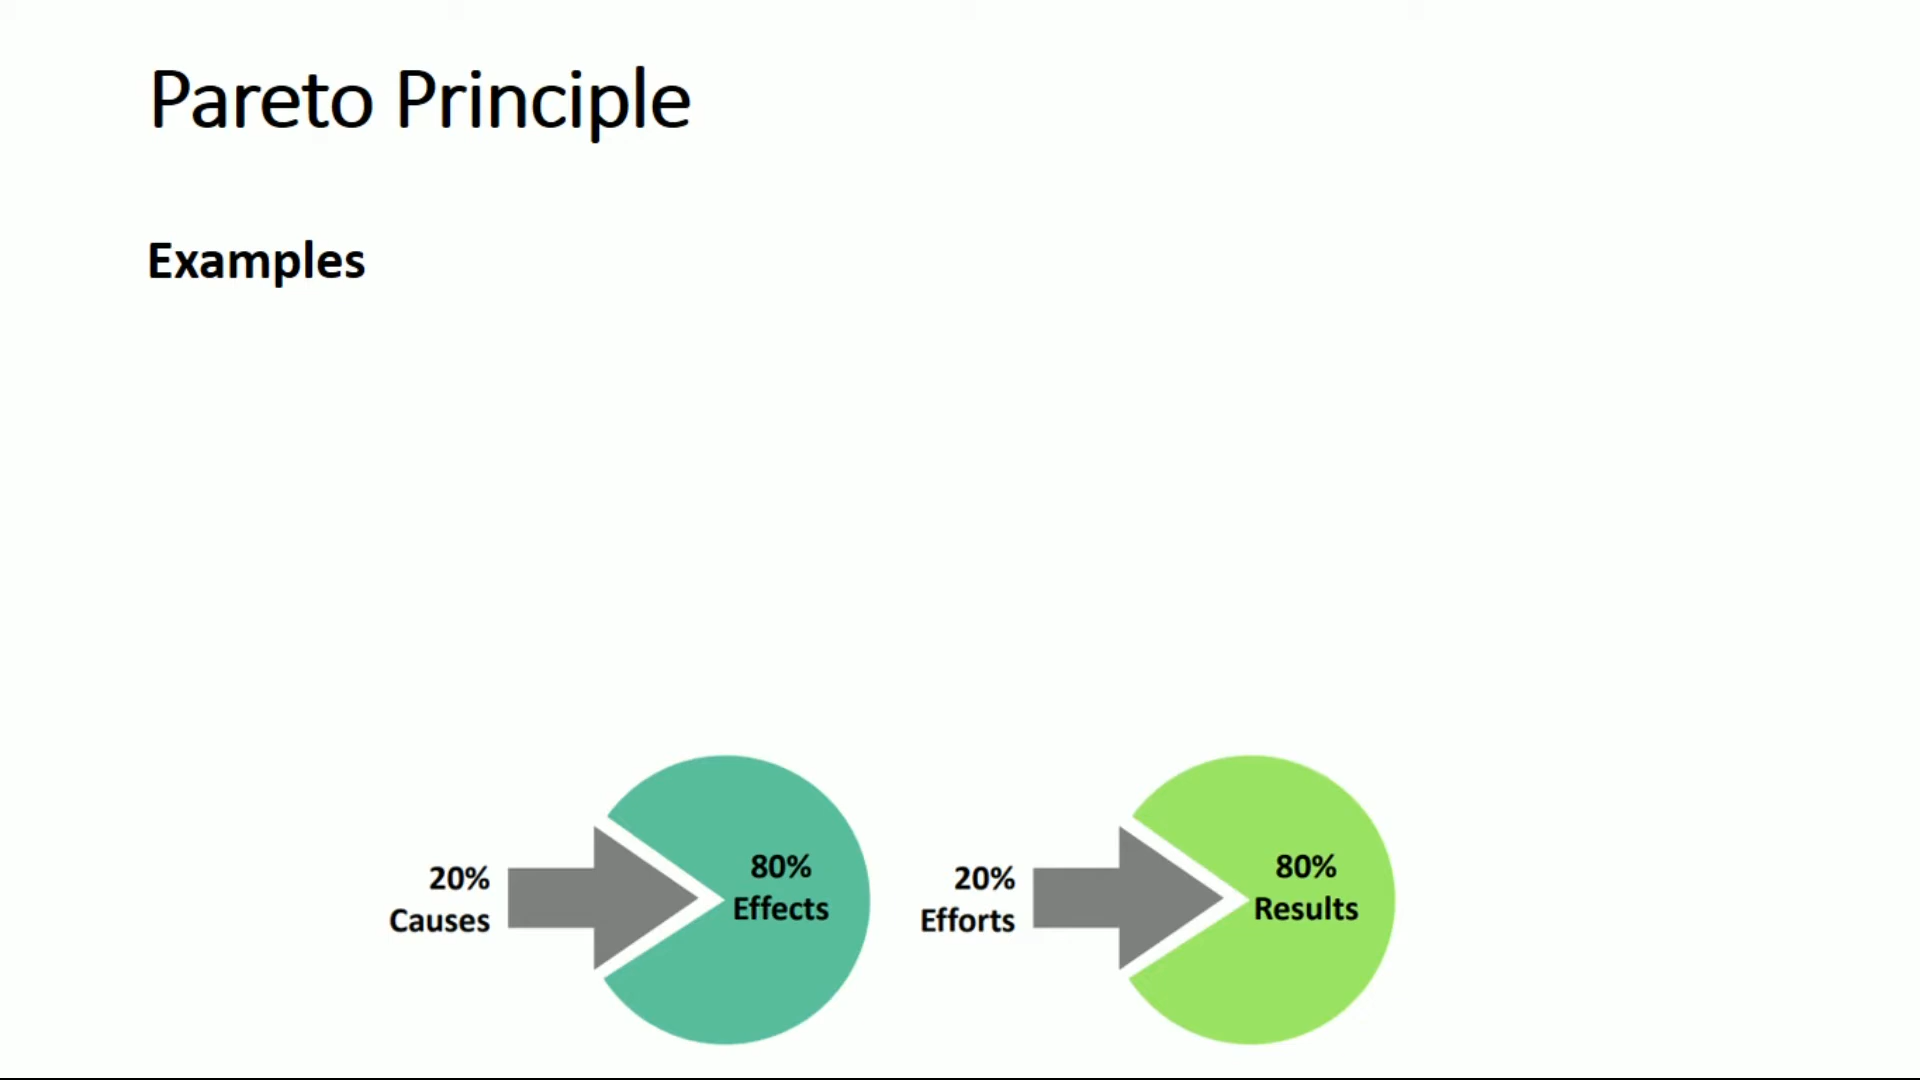 Pareto Principle
Examples
20%
Causes
80%
Effects
20%
Efforts
80%
Results